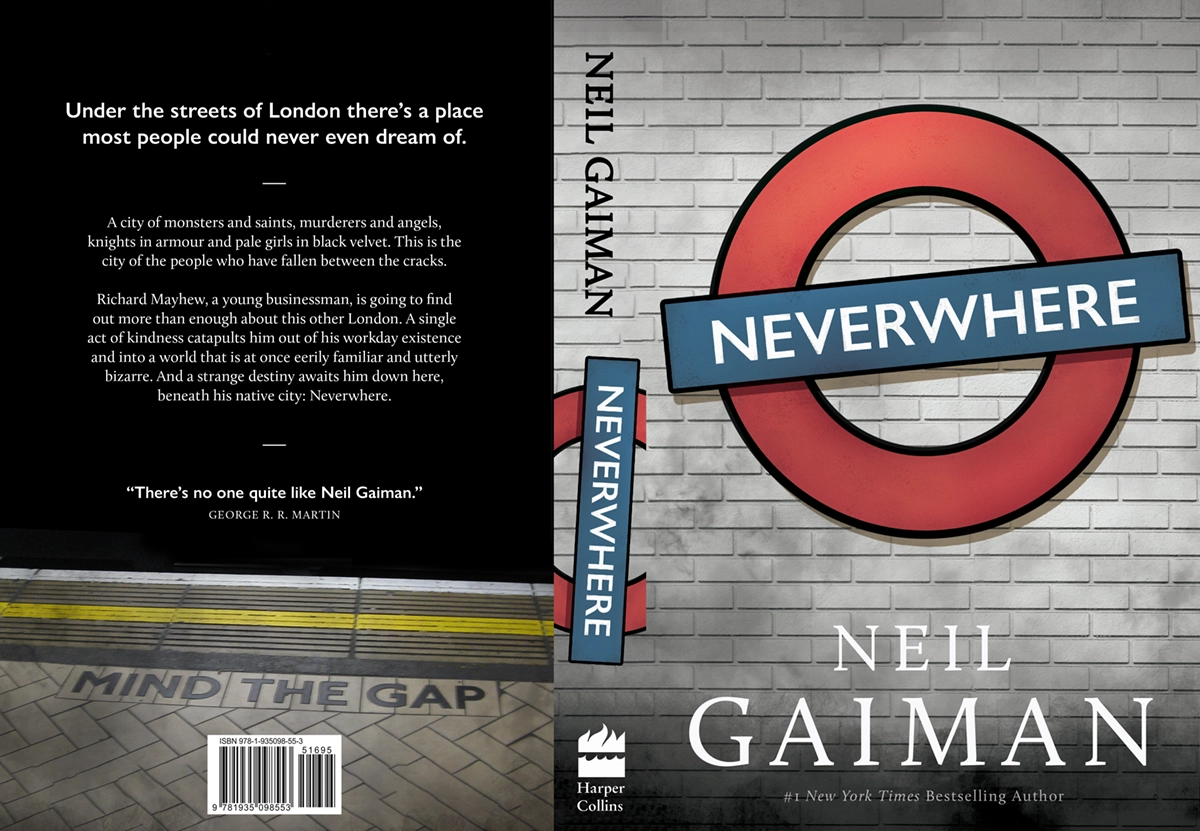 Under the streets of London there's a place
most people could never even dream of.
—
A city of monsters and saints, murderers and angels,
knights in armour and pale girls in black velvet. This is the
city of the people who have fallen between the cracks.
Richard Mayhew, a young businessman, is going to find
out more than enough about this other London. A single
act of kindness catapults him out of his workday existence
and into a world that is at once eerily familiar and utterly
bizarre. And a strange destiny awaits him down here,
beneath his native city: Neverwhere.
—
“There's no one quite like Neil Gaiman.”
GEORGE R. R. MARTIN
MIND THE GAP
ISBN 978-1-935098-55-3
51695
9 781935 098553
NEIL GAIMAN
NEVERWHERE
Harper
Collins
NEVERWHERE
NEIL
GAIMAN
#1 New York Times Bestselling Author